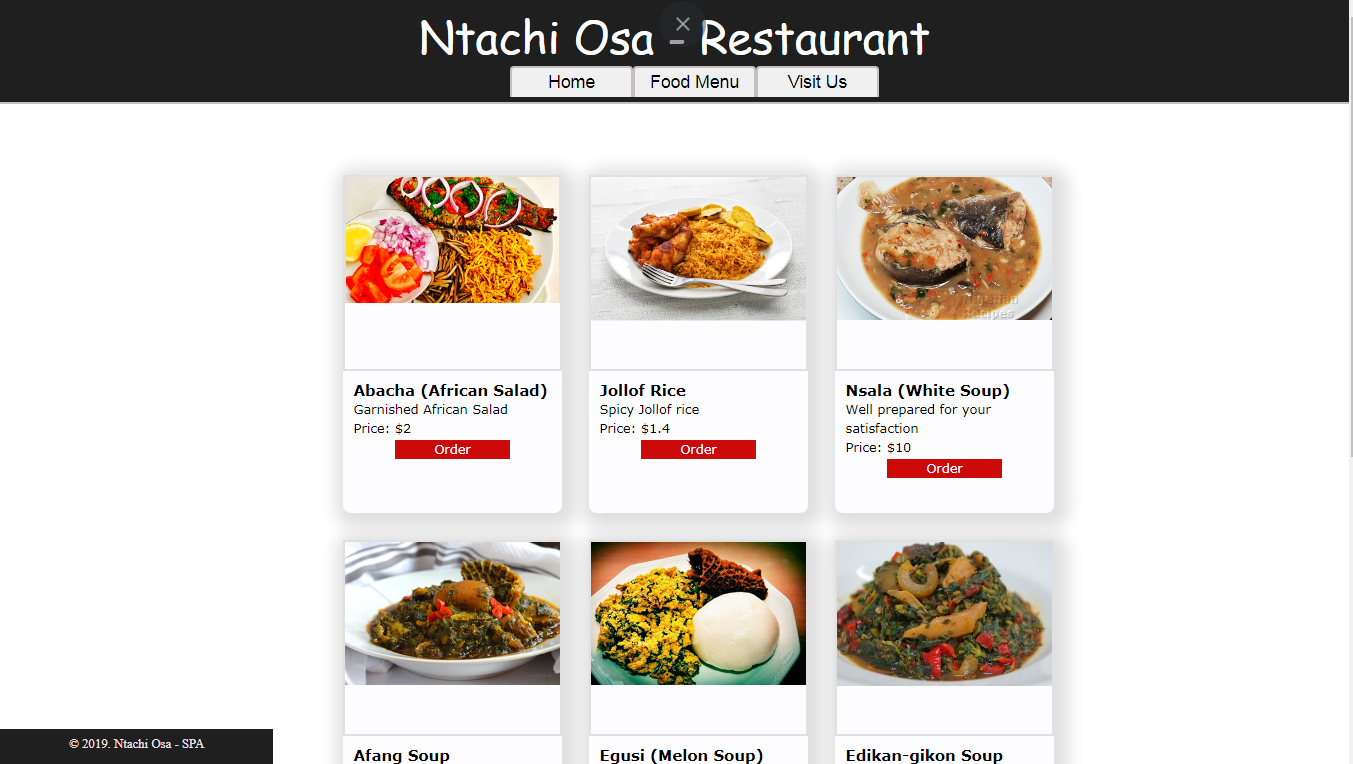 Ntachi Osa - Restaurant
Home
Food Menu
Visit Us
Abacha (African Salad)
Garnished African Salad
Price: $2
Order
Jollof Rice
Spicy Jollof rice
Price: $1.4
Order
Nigerian
Recipes
Nsala (White Soup)
Well prepared for your
satisfaction
Price: $10
Order
Afang Soup
Egusi (Melon Soup)
Edikan-gikon Soup
© 2019. Ntachi Osa - SPA